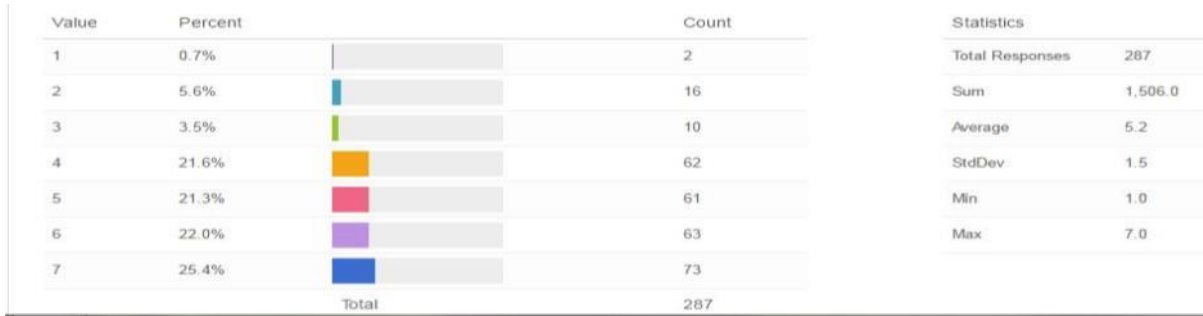 Value Percent Count
1 0.7% 2
2 5.6% 16
3 3.5% 10
4 21.6% 62
5 21.3% 61
6 22.0% 63
7 25.4% 73
Total 287
Statistics
Total Responses 287
Sum 1,506.0
Average 5.2
StdDev 1.5
Min 1.0
Max 7.0